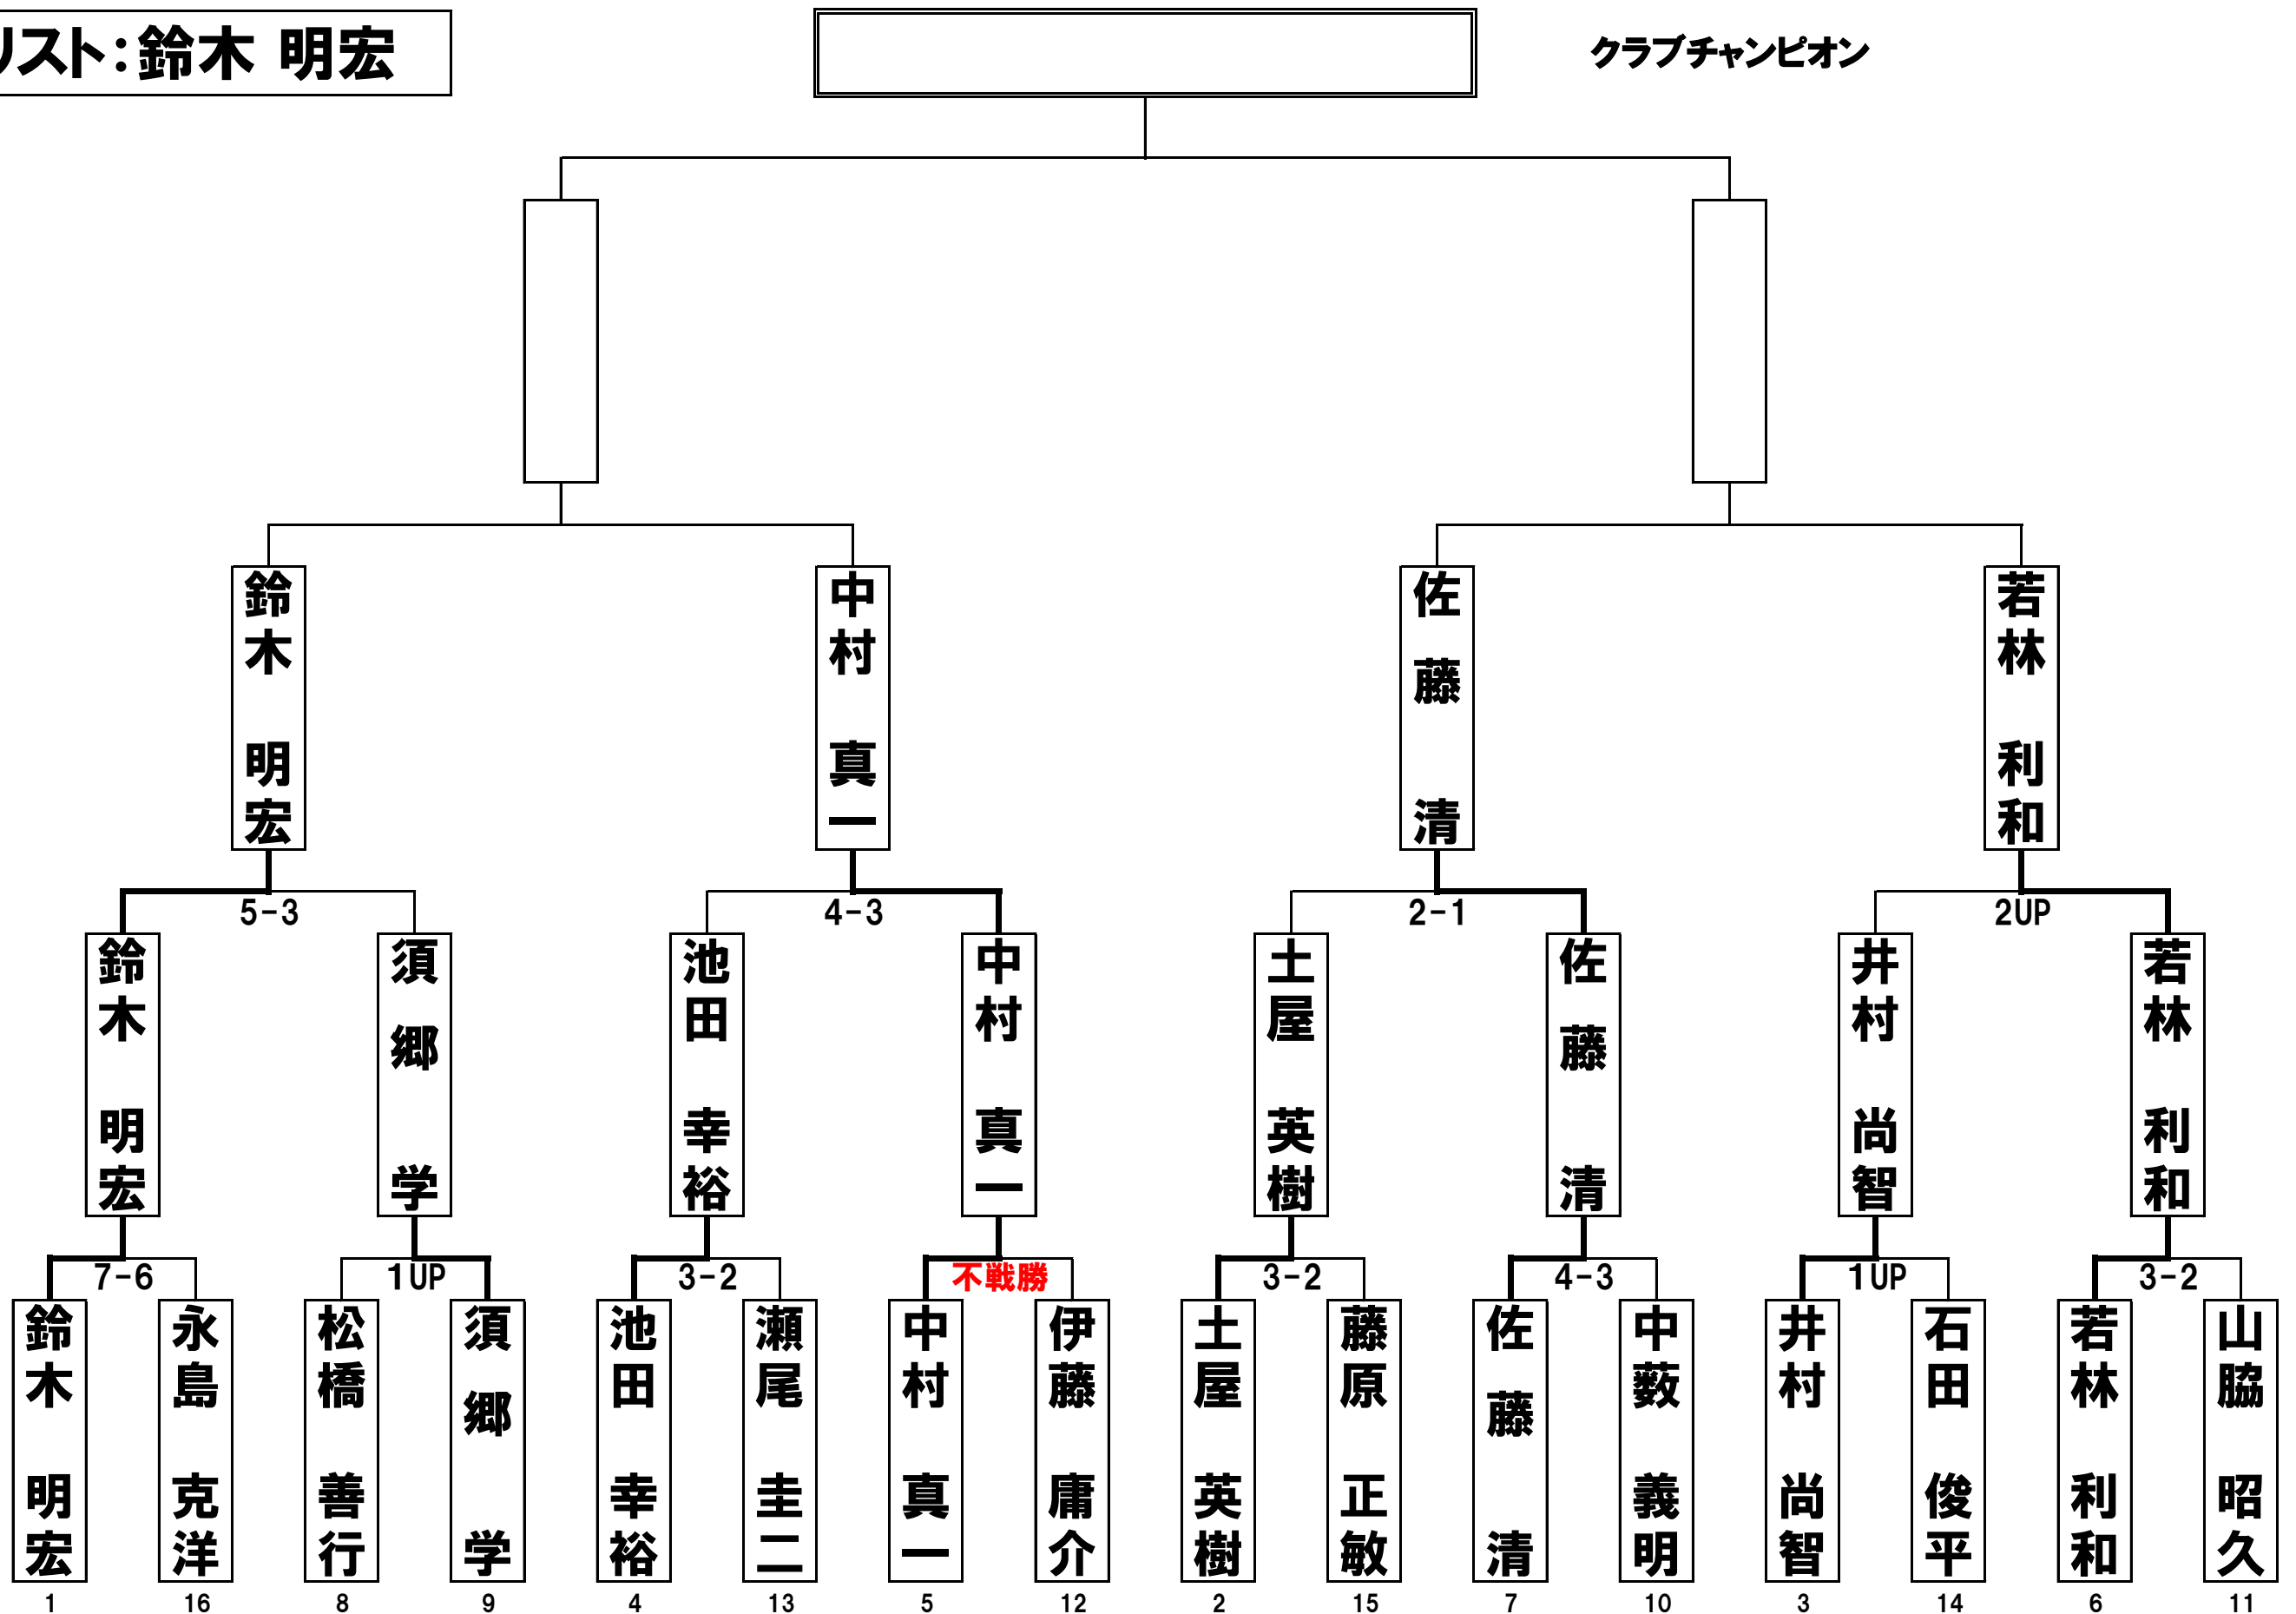 リスト：鈴木 明宏
クラブチャンピオン
鈴木 明宏
中村 真一
佐藤 清
若林 利和
5-3
4-3
2-1
2UP
鈴木 明宏
須郷 学
池田 幸裕
中村 真一
土屋 英樹
佐藤 清
井村 尚智
若林 利和
7-6
1UP
3-2
不戦勝
3-2
4-3
1UP
3-2
鈴木 明宏
永島 克洋
松橋 善行
須郷 学
池田 幸裕
瀬尾 圭二
中村 真一
伊藤 庸介
土屋 英樹
藤原 正敏
佐藤 清
中薮 義明
井村 尚智
石田 俊平
若林 利和
山脇 昭久
1
16
8
9
4
13
5
12
2
15
7
10
3
14
6
11